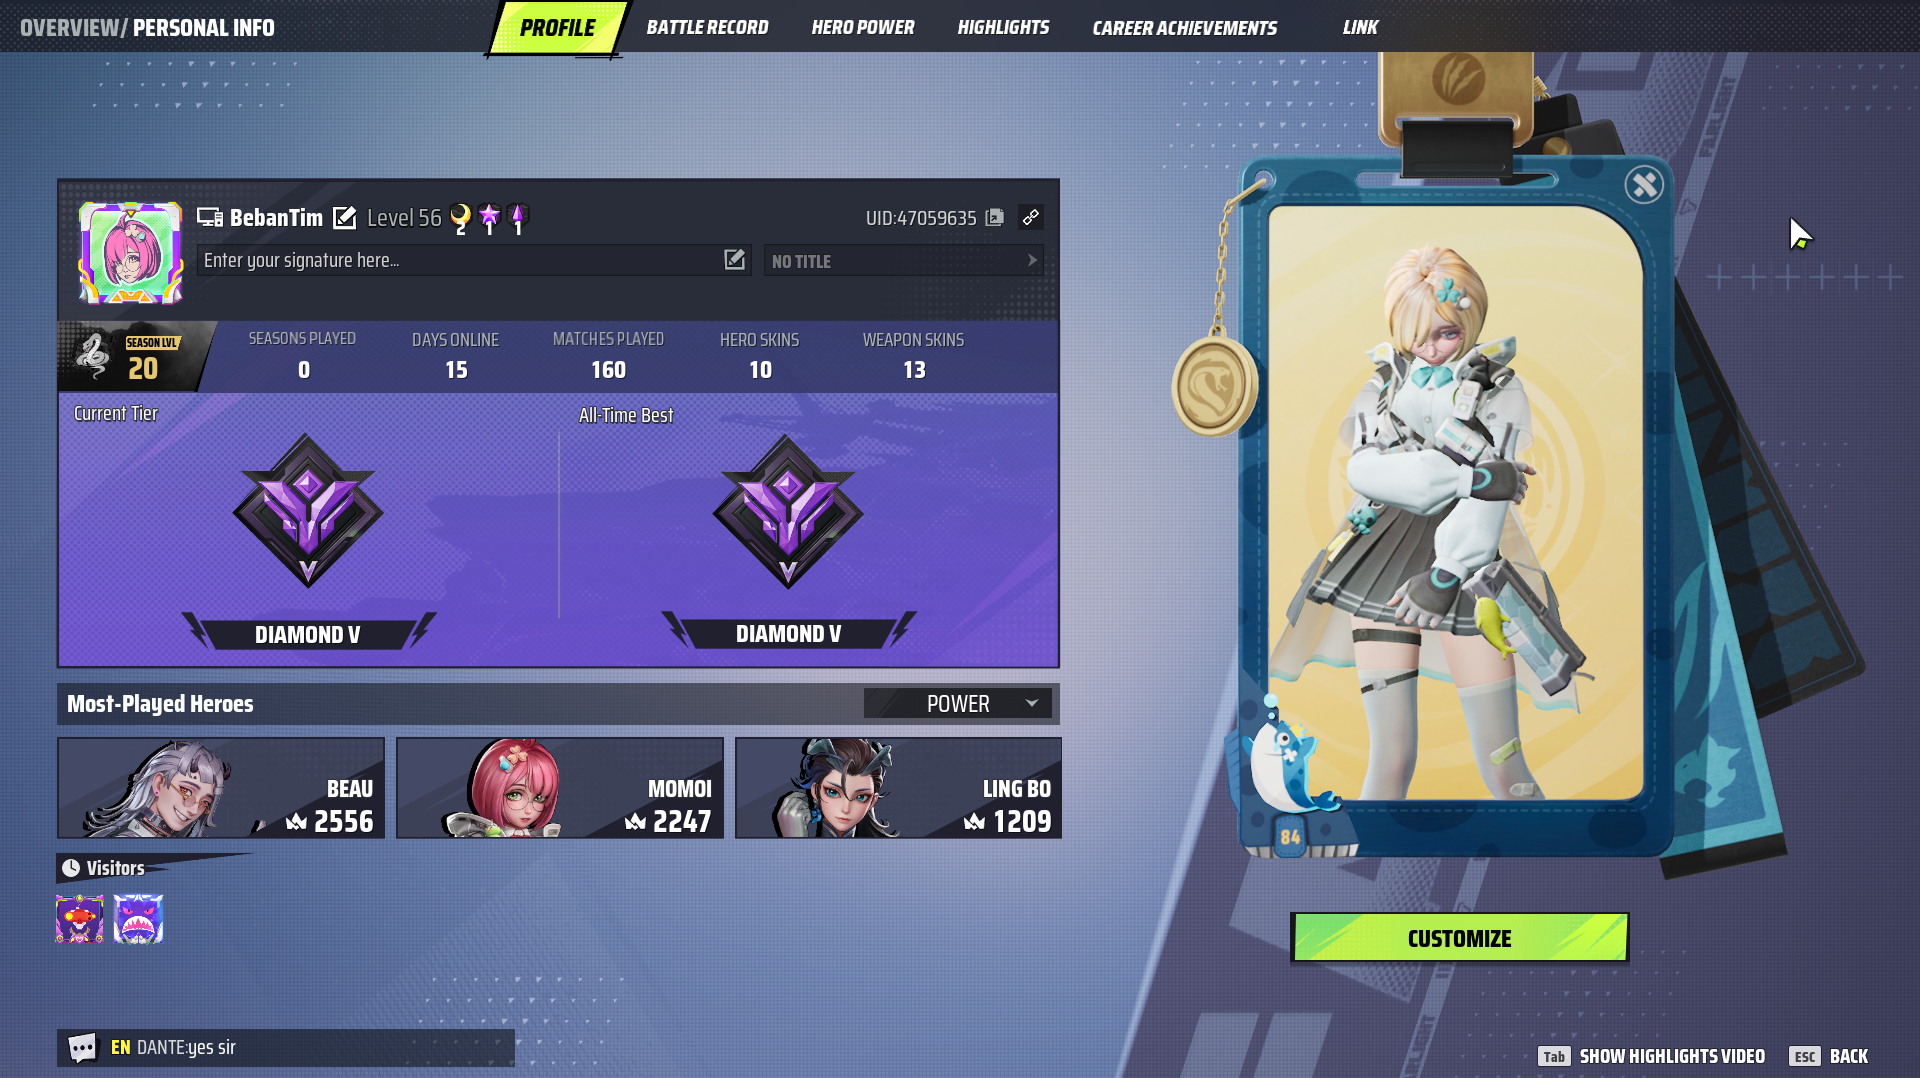 OVERVIEW/ PERSONAL INFO
PROFILE
BATTLE RECORD
HERO POWER
HIGHLIGHTS
CAREER ACHIEVEMENTS
LINK
BebanTim
Level 56
2
1
1
UID:47059635
Enter your signature here...
NO TITLE
SEASON LVL
20
SEASONS PLAYED
0
DAYS ONLINE
15
MATCHES PLAYED
160
HERO SKINS
10
WEAPON SKINS
13
Current Tier
All-Time Best
V
V
DIAMOND V
DIAMOND V
Most-Played Heroes
POWER
BEAU
2556
MOMOI
2247
LING BO
1209
Visitors
84
CUSTOMIZE
EN DANTE:yes sir
Tab SHOW HIGHLIGHTS VIDEO
ESC BACK